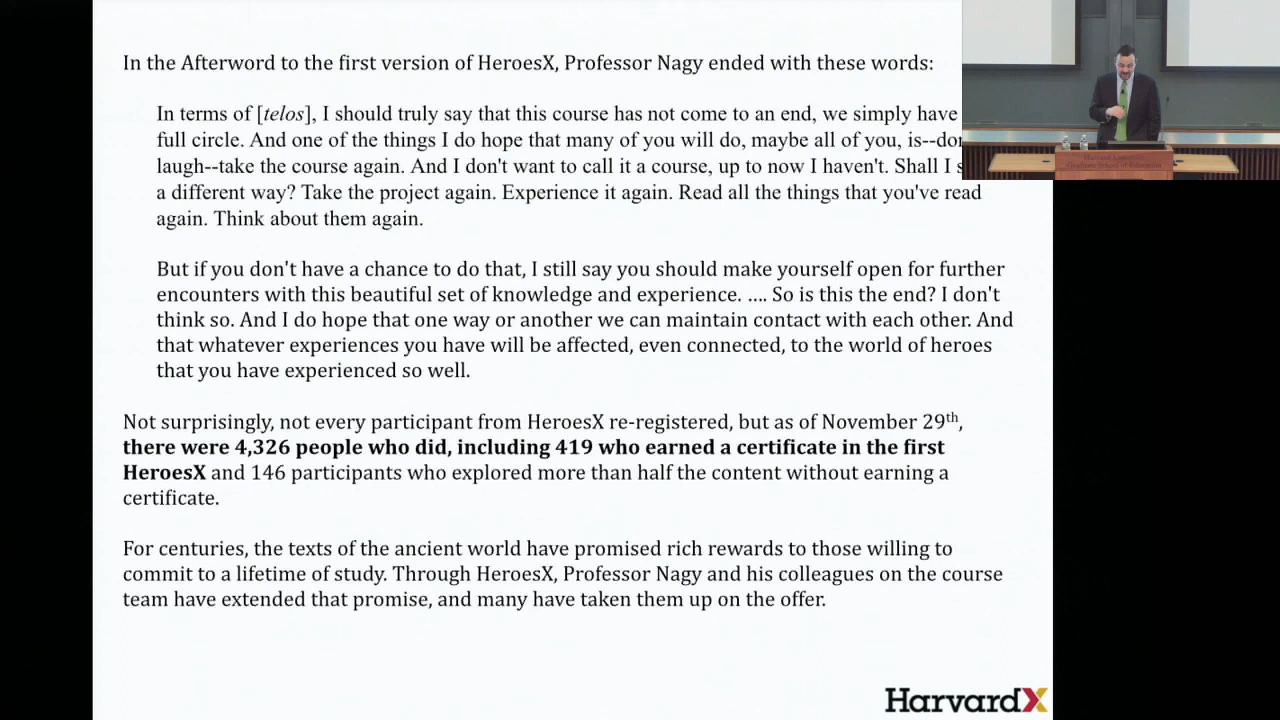 In the Afterword to the first version of HeroesX, Professor Nagy ended with these words:
In terms of [telos], I should truly say that this course has not come to an end, we simply have
full circle. And one of the things I do hope that many of you will do, maybe all of you, is--
laugh--take the course again. And I don't want to call it a course, up to now I haven't. Shall I
a different way? Take the project again. Experience it again. Read all the things that you've read
again. Think about them again.
But if you don't have a chance to do that, I still say you should make yourself open for further
encounters with this beautiful set of knowledge and experience. .... So is this the end? I don't
think so. And I do hope that one way or another we can maintain contact with each other. And
that whatever experiences you have will be affected, even connected, to the world of heroes
that you have experienced so well.
Not surprisingly, not every participant from HeroesX re-registered, but as of November 29th,
there were 4,326 people who did, including 419 who earned a certificate in the first
HeroesX and 146 participants who explored more than half the content without earning a
certificate.
For centuries, the texts of the ancient world have promised rich rewards to those willing to
commit to a lifetime of study. Through HeroesX, Professor Nagy and his colleagues on the course
team have extended that promise, and many have taken them up on the offer.
HarvardX
Harvard University
Graduate School of Education